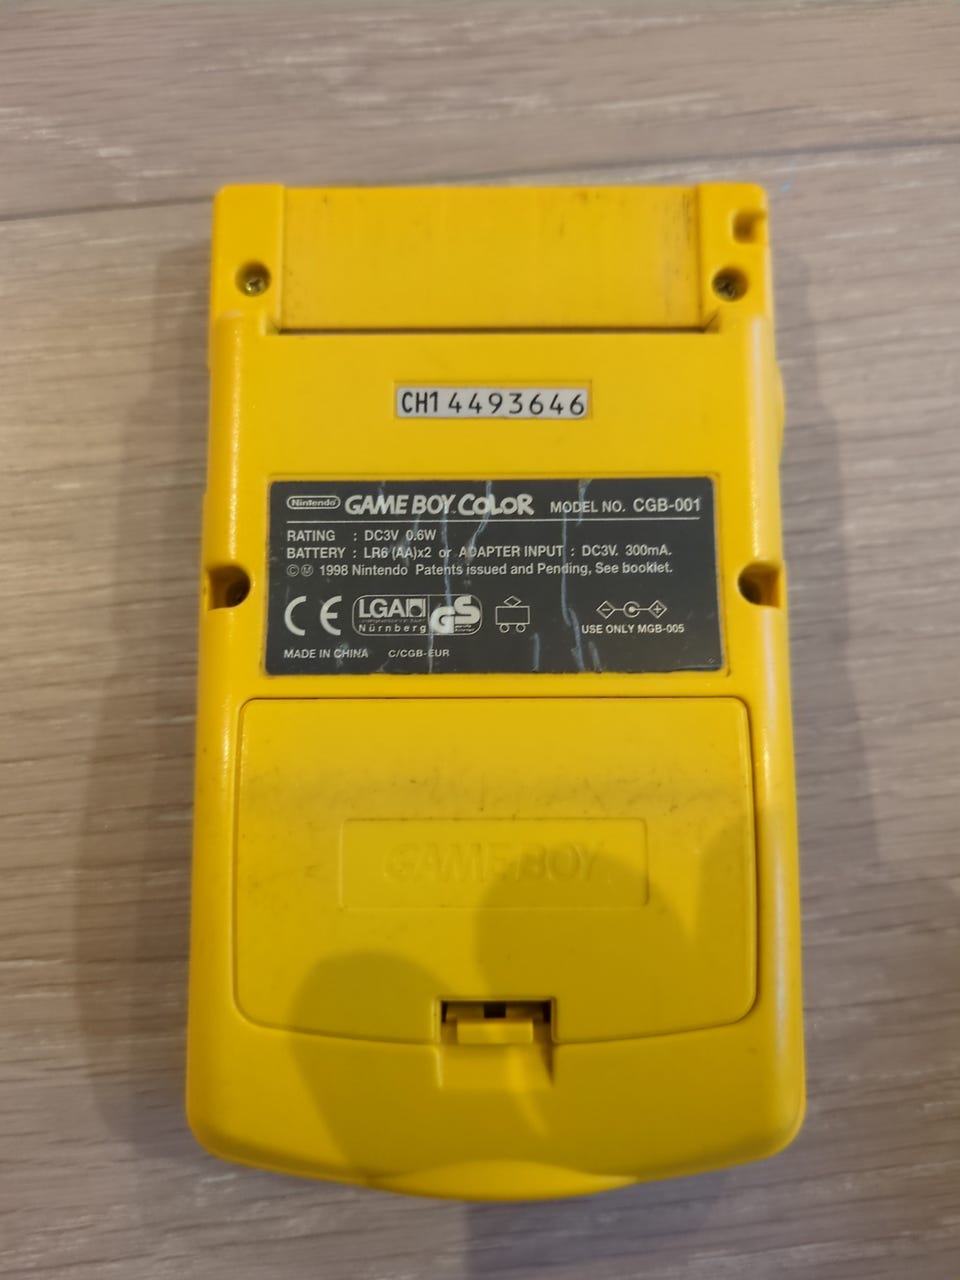 CH14493646
Nintendo GAME BOY COLOR MODEL NO. CGB-001
RATING : DC3V 0.6W
BATTERY : LR6 (AA)x2 or ADAPTER INPUT : DC3V. 300mA.
©Ⓜ 1998 Nintendo Patents issued and Pending, See booklet.
CE LGA Nürnberg GS
USE ONLY MGB-005
MADE IN CHINA C/CGB-EUR
GAME BOY